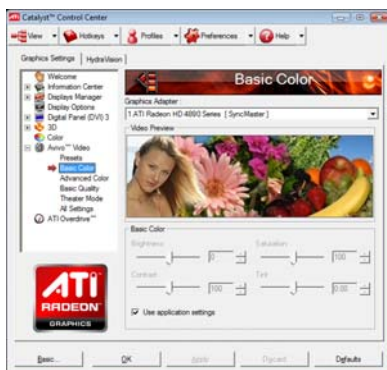 Catalyst™ Control Center
View Hotkeys Profiles Preferences Help
Graphics Settings HydraVision
Welcome
Information Center
Displays Manager
Display Options
Digital Panel (DVI) 3
3D
Color
Avivo™ Video
Presets
Basic Color
Advanced Color
Basic Quality
Theater Mode
All Settings
ATI Overdrive™
ATI
RADEON
GRAPHICS
Basic Color
Graphics Adapter
1.ATI Radeon HD 4890 Series [ SyncMaster ]
Video Preview
Basic Color
Brightness 0 Saturation 100
Contrast 100 Tint 0.00
Use application settings
Basic... OK Apply Discard Defaults